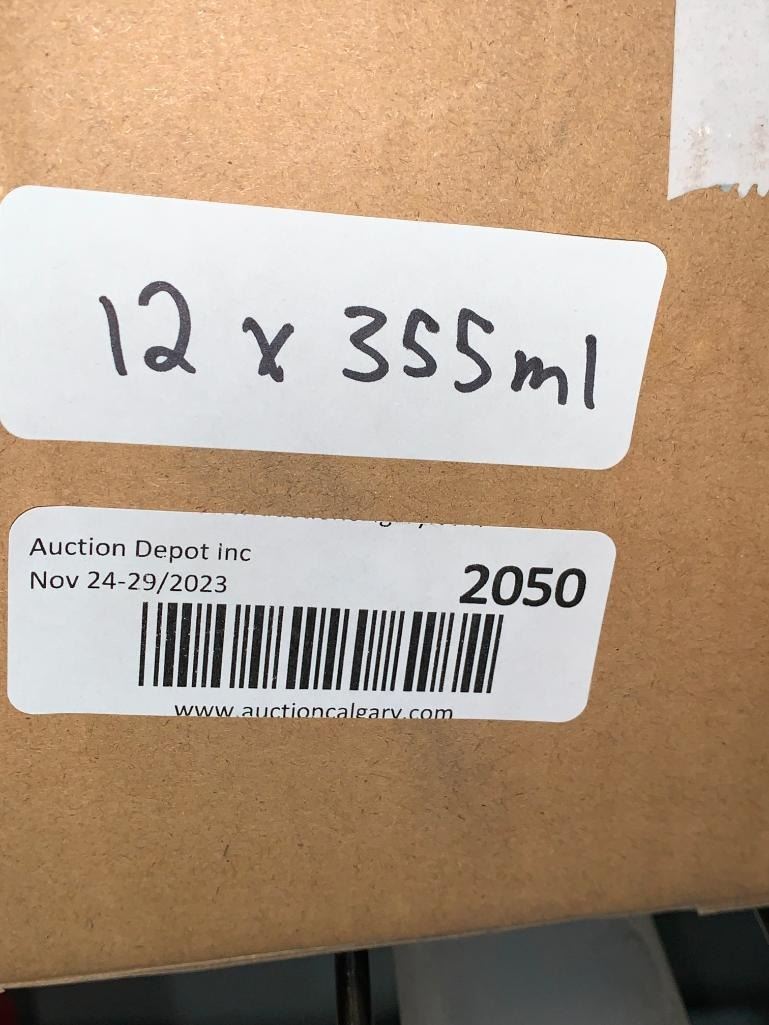 12 x 355ml
Auction Depot inc
Nov 24-29/2023
2050
www.auctioncalgary.com